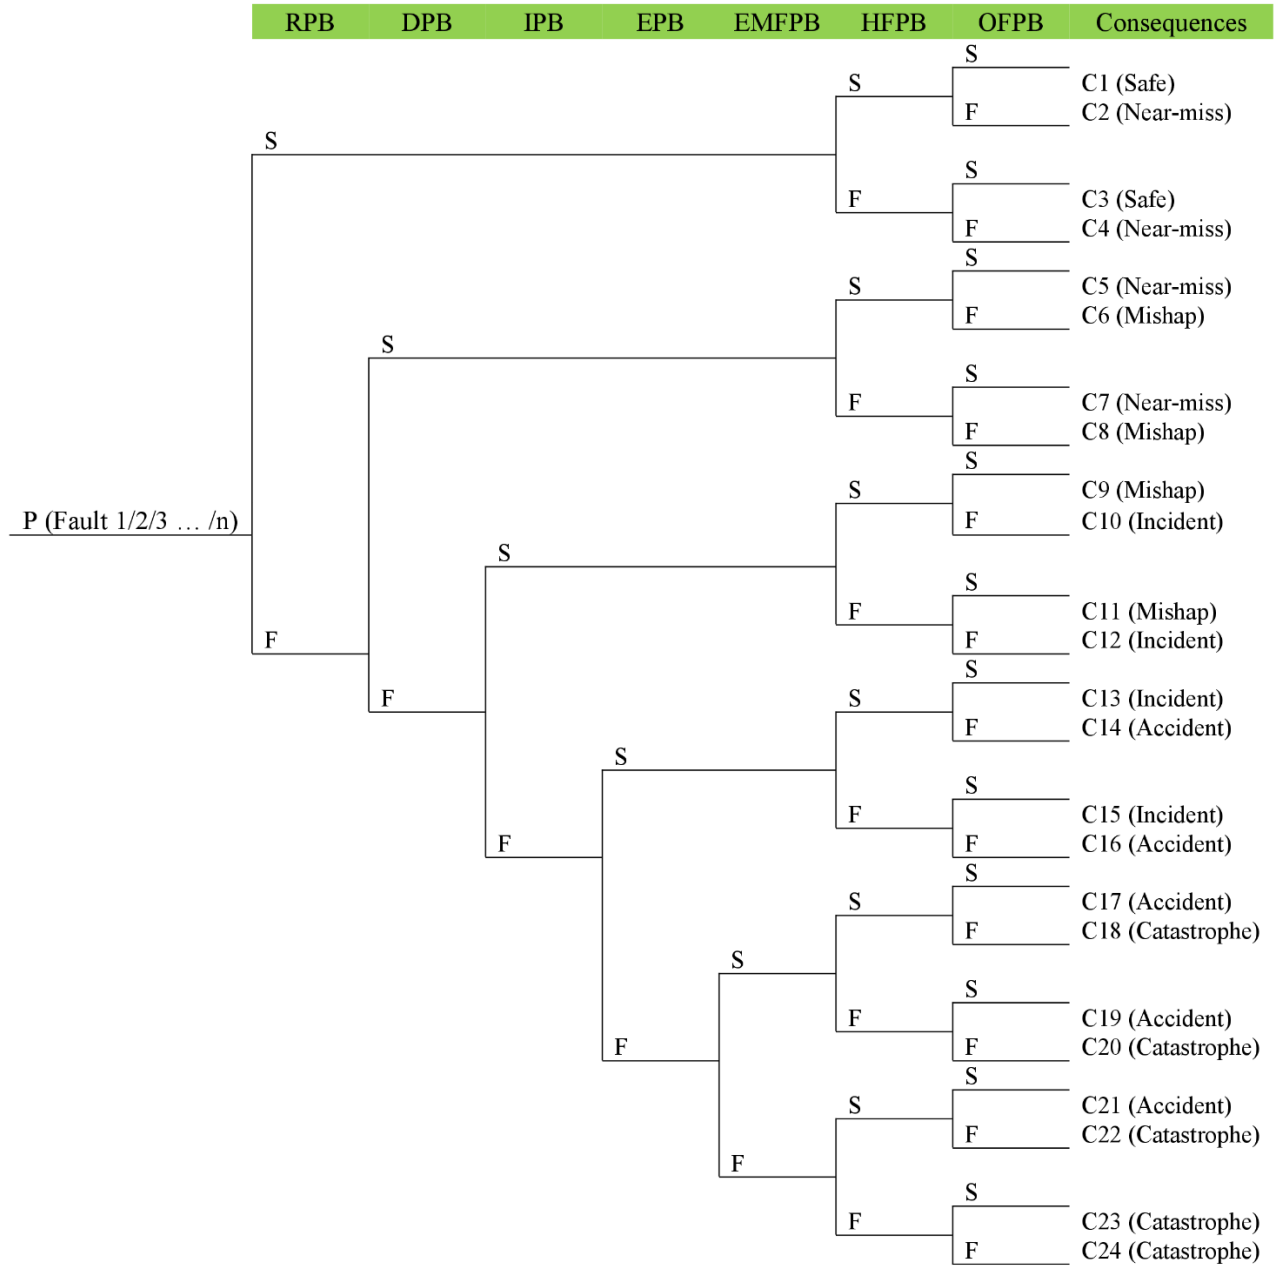 RPB DPB IPB EPB EMFPB HFPB OFPB Consequences
S
S
C1 (Safe)
F
C2 (Near-miss)
S
S
F
C3 (Safe)
F
C4 (Near-miss)
S
S
C5 (Near-miss)
F
C6 (Mishap)
S
S
F
C7 (Near-miss)
F
C8 (Mishap)
S
S
C9 (Mishap)
P (Fault 1/2/3 … /n)
F
C10 (Incident)
S
S
F
C11 (Mishap)
F
F
C12 (Incident)
S
F
S
C13 (Incident)
F
C14 (Accident)
S
S
F
C15 (Incident)
F
F
C16 (Accident)
S
S
C17 (Accident)
F
C18 (Catastrophe)
S
S
F
C19 (Accident)
F
F
C20 (Catastrophe)
S
S
C21 (Accident)
F
C22 (Catastrophe)
F
S
F
C23 (Catastrophe)
F
C24 (Catastrophe)